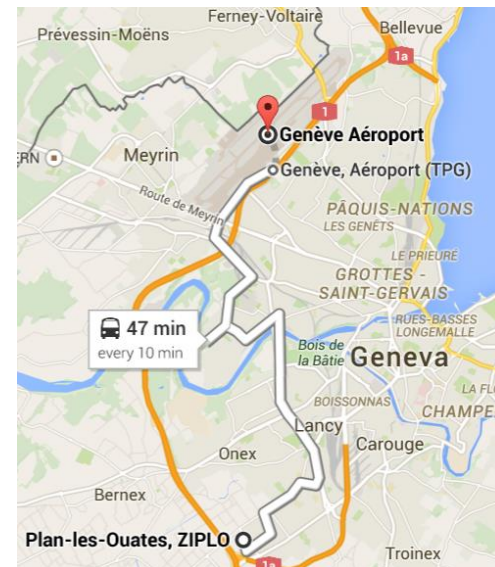 Ferney-Voltaire
Prévessin-Moëns
Bellevue
1a
1
Genève Aéroport
ERN
Meyrin
Genève, Aéroport (TPG)
Route de Meyrin
PÂQUIS-NATIONS
LES GENÊTS
LE PRIEURÉ
GROTTES -
SAINT-GERVAIS
47 min
every 10 min
RUES-BASSES
LONGEMALLE
Bois de
la Bâtie
Geneva
LA FL
BOISSONNAS
CHAMPE
Lancy
Carouge
Onex
Bernex
Plan-les-Ouates, ZIPLO
1a
Troinex